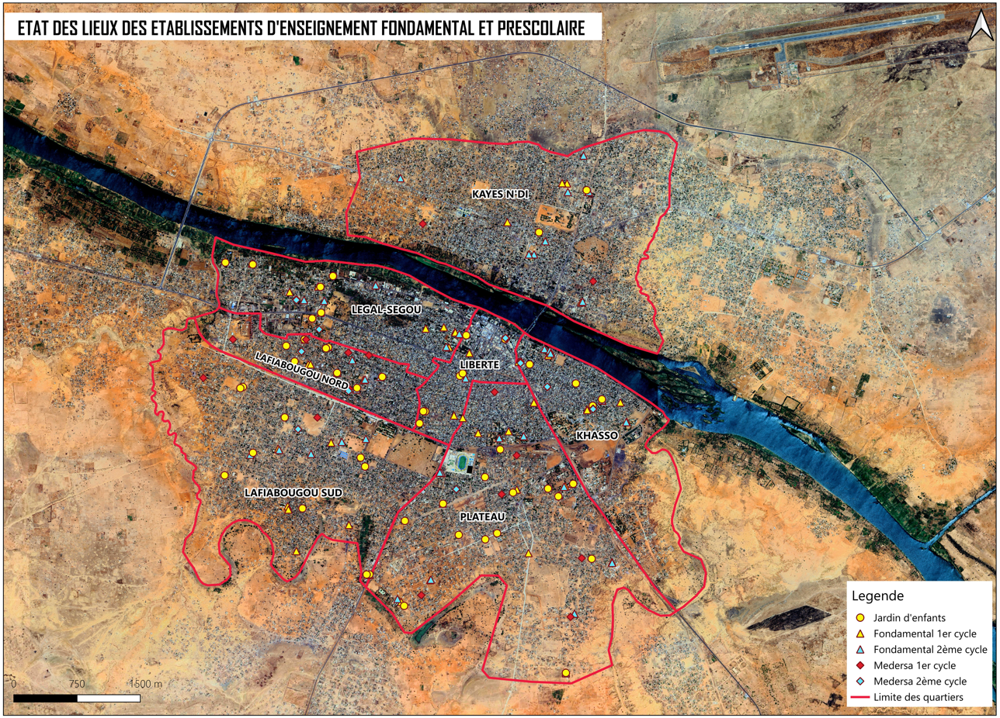 ETAT DES LIEUX DES ETABLISSEMENTS D'ENSEIGNEMENT FONDAMENTAL ET PRESCOLAIRE
KAYES N'DI
LEGAL-SEGOU
LIBERTE
LAFIABOUGOU NORD
KHASSO
LAFIABOUGOU SUD
PLATEAU
Legende
Jardin d'enfants
Fondamental 1er cycle
Fondamental 2ème cycle
Medersa 1er cycle
Medersa 2ème cycle
Limite des quartiers
0 750 1500 m